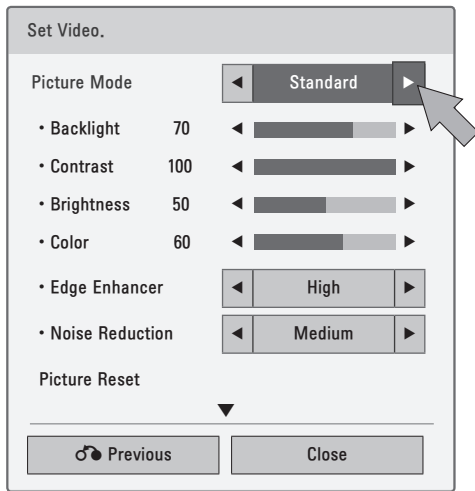 Set Video.
Picture Mode ◀ Standard ▶
• Backlight 70 ◀ ▶
• Contrast 100 ◀ ▶
• Brightness 50 ◀ ▶
• Color 60 ◀ ▶
• Edge Enhancer ◀ High ▶
• Noise Reduction ◀ Medium ▶
Picture Reset
▼
Previous Close